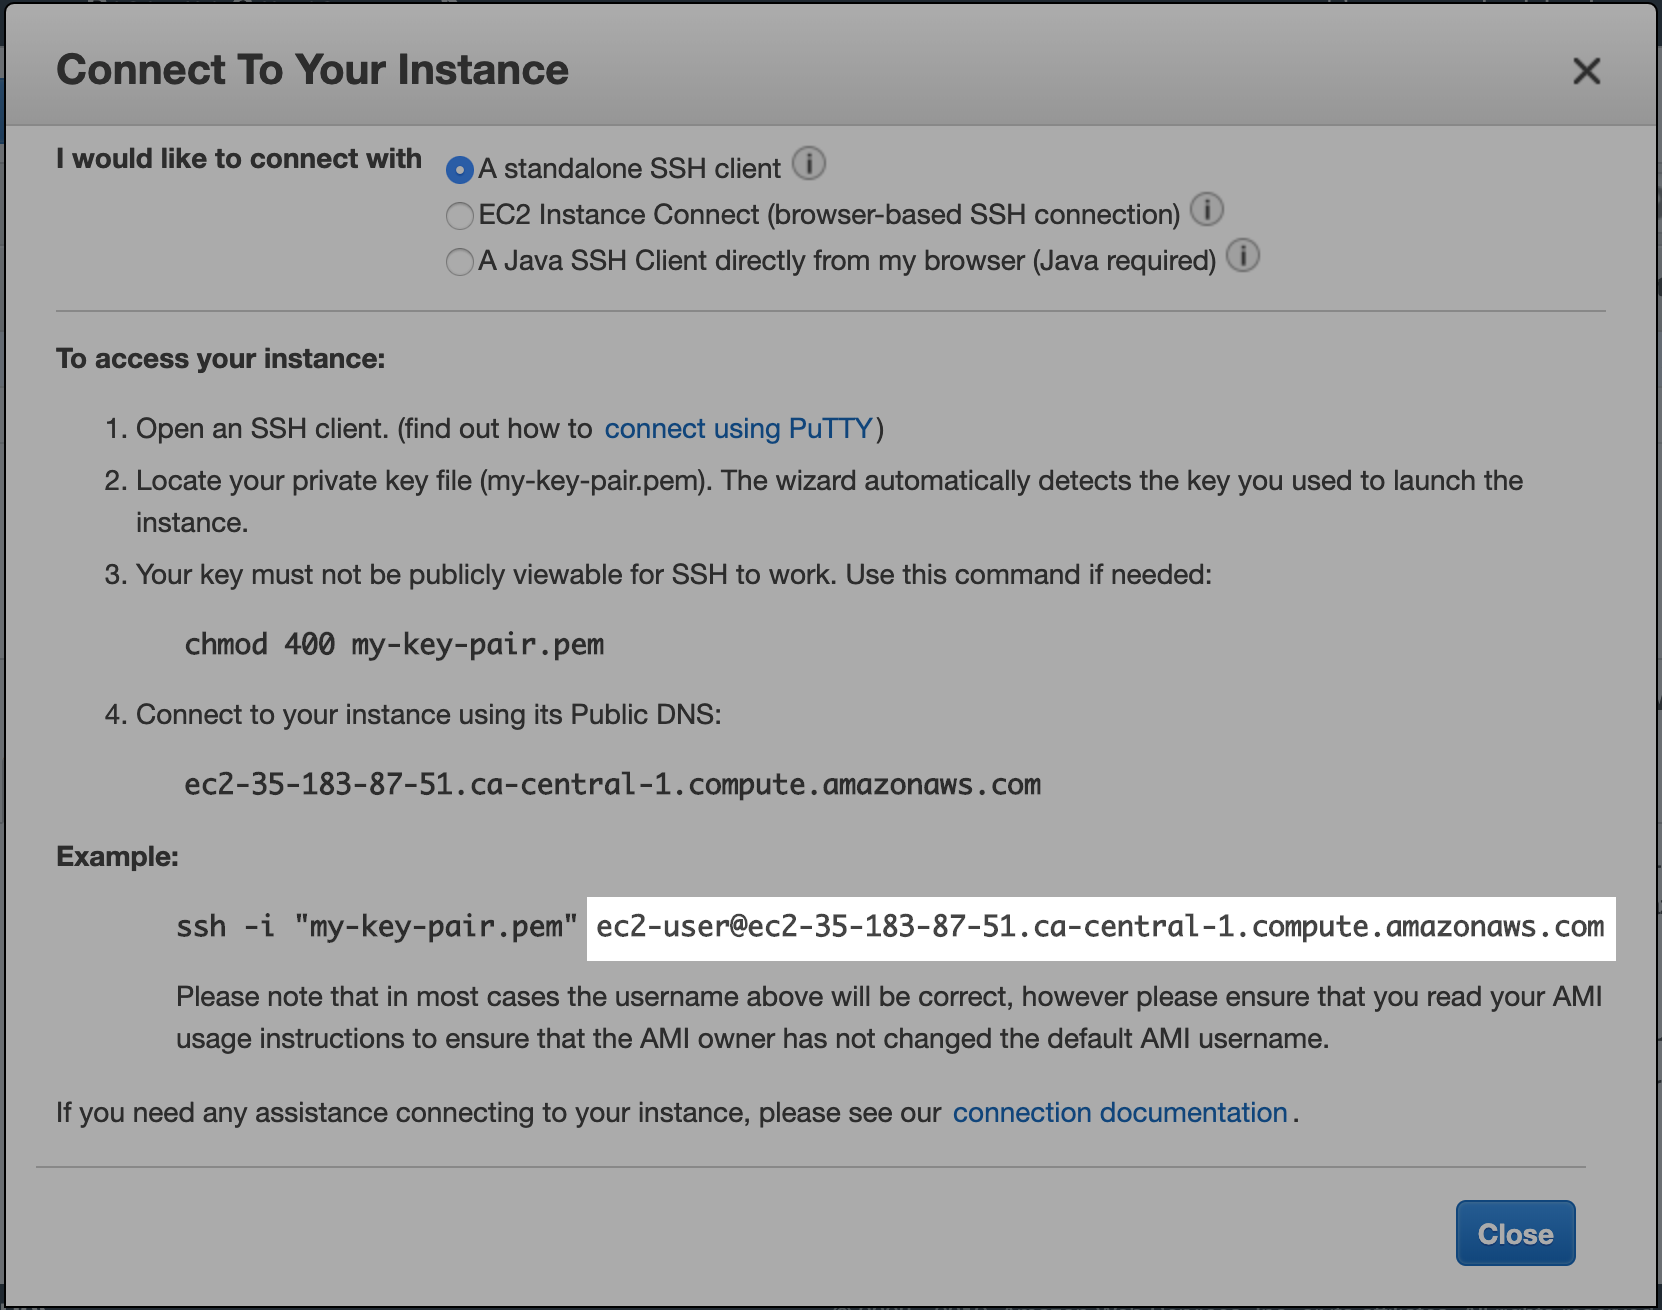 Connect To Your Instance
I would like to connect with
A standalone SSH client
EC2 Instance Connect (browser-based SSH connection)
A Java SSH Client directly from my browser (Java required)
To access your instance:
1. Open an SSH client. (find out how to connect using PuTTY)
2. Locate your private key file (my-key-pair.pem). The wizard automatically detects the key you used to launch the
instance.
3. Your key must not be publicly viewable for SSH to work. Use this command if needed:
chmod 400 my-key-pair.pem
4. Connect to your instance using its Public DNS:
ec2-35-183-87-51.ca-central-1.compute.amazonaws.com
Example:
ssh -i "my-key-pair.pem" ec2-user@ec2-35-183-87-51.ca-central-1.compute.amazonaws.com
Please note that in most cases the username above will be correct, however please ensure that you read your AMI
usage instructions to ensure that the AMI owner has not changed the default AMI username.
If you need any assistance connecting to your instance, please see our connection documentation.
Close